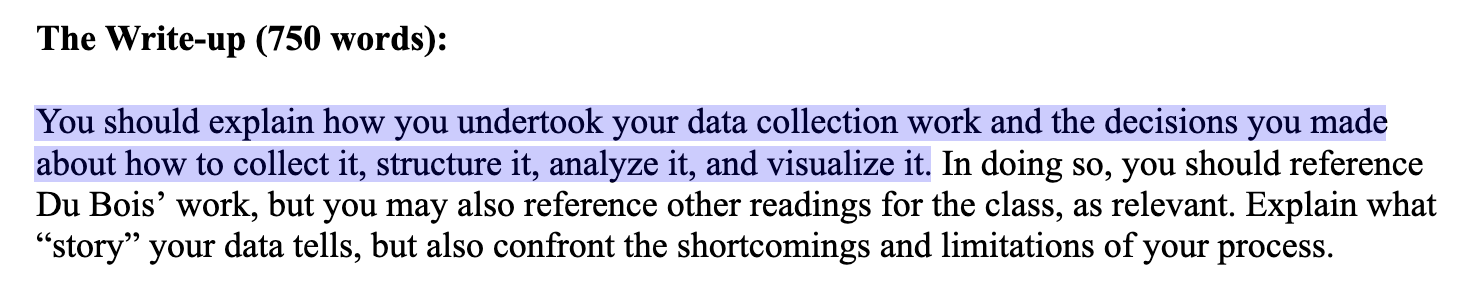 The Write-up (750 words):
You should explain how you undertook your data collection work and the decisions you made
about how to collect it, structure it, analyze it, and visualize it. In doing so, you should reference
Du Bois’ work, but you may also reference other readings for the class, as relevant. Explain what
“story” your data tells, but also confront the shortcomings and limitations of your process.